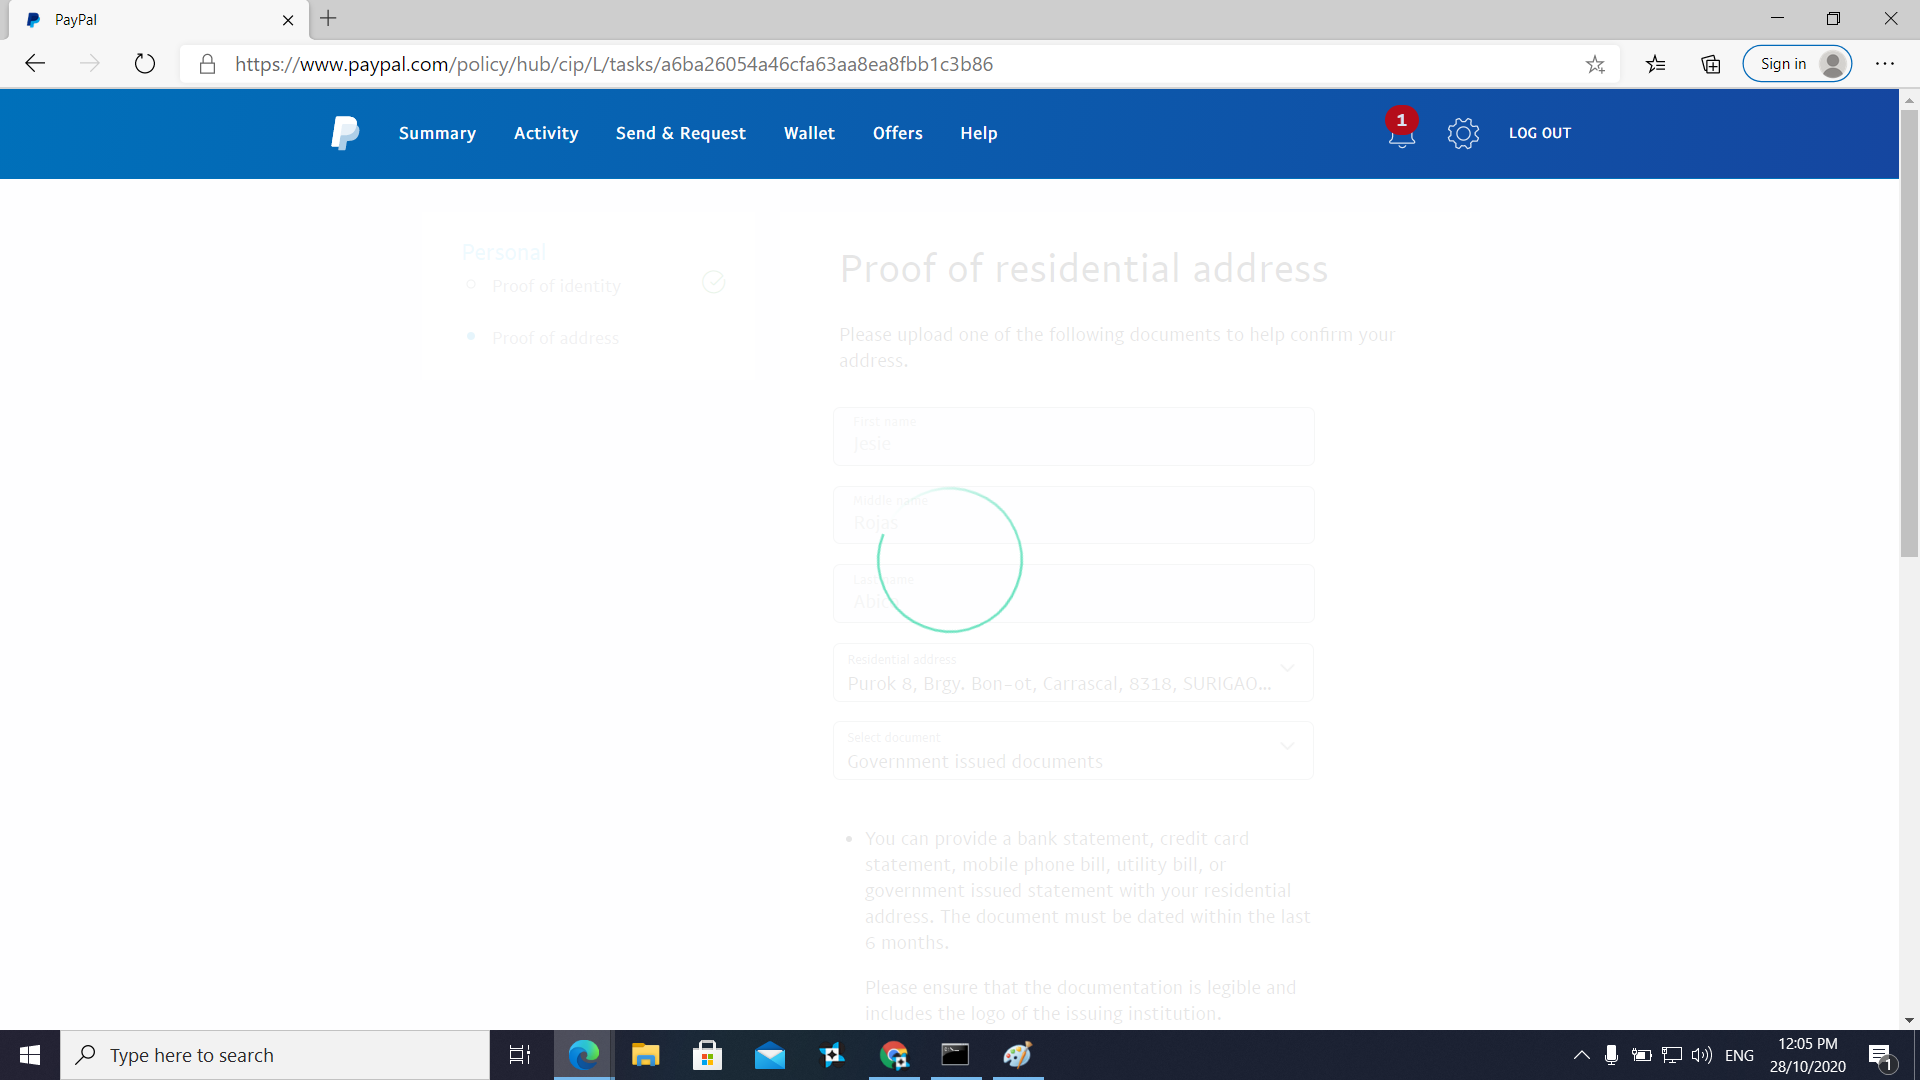 PayPal
https://www.paypal.com/policy/hub/cip/L/tasks/a6ba26054a46cfa63aa8ea8fbb1c3b86
Sign in
Summary Activity Send & Request Wallet Offers Help 1 LOG OUT
Personal
Proof of identity
Proof of address
Proof of residential address
Please upload one of the following documents to help confirm your
address.
First name
Jesie
Middle name
Rojas
Last name
Residential address
Purok 8, Brgy. Bon-ot, Carrascal, 8318, SURIGAO...
Select document
Government issued documents
• You can provide a bank statement, credit card
statement, mobile phone bill, utility bill, or
government issued statement with your residential
address. The document must be dated within the last
6 months.
Please ensure that the documentation is legible and
includes the logo of the issuing institution.
Type here to search
ENG
12:05 PM
28/10/2020
1